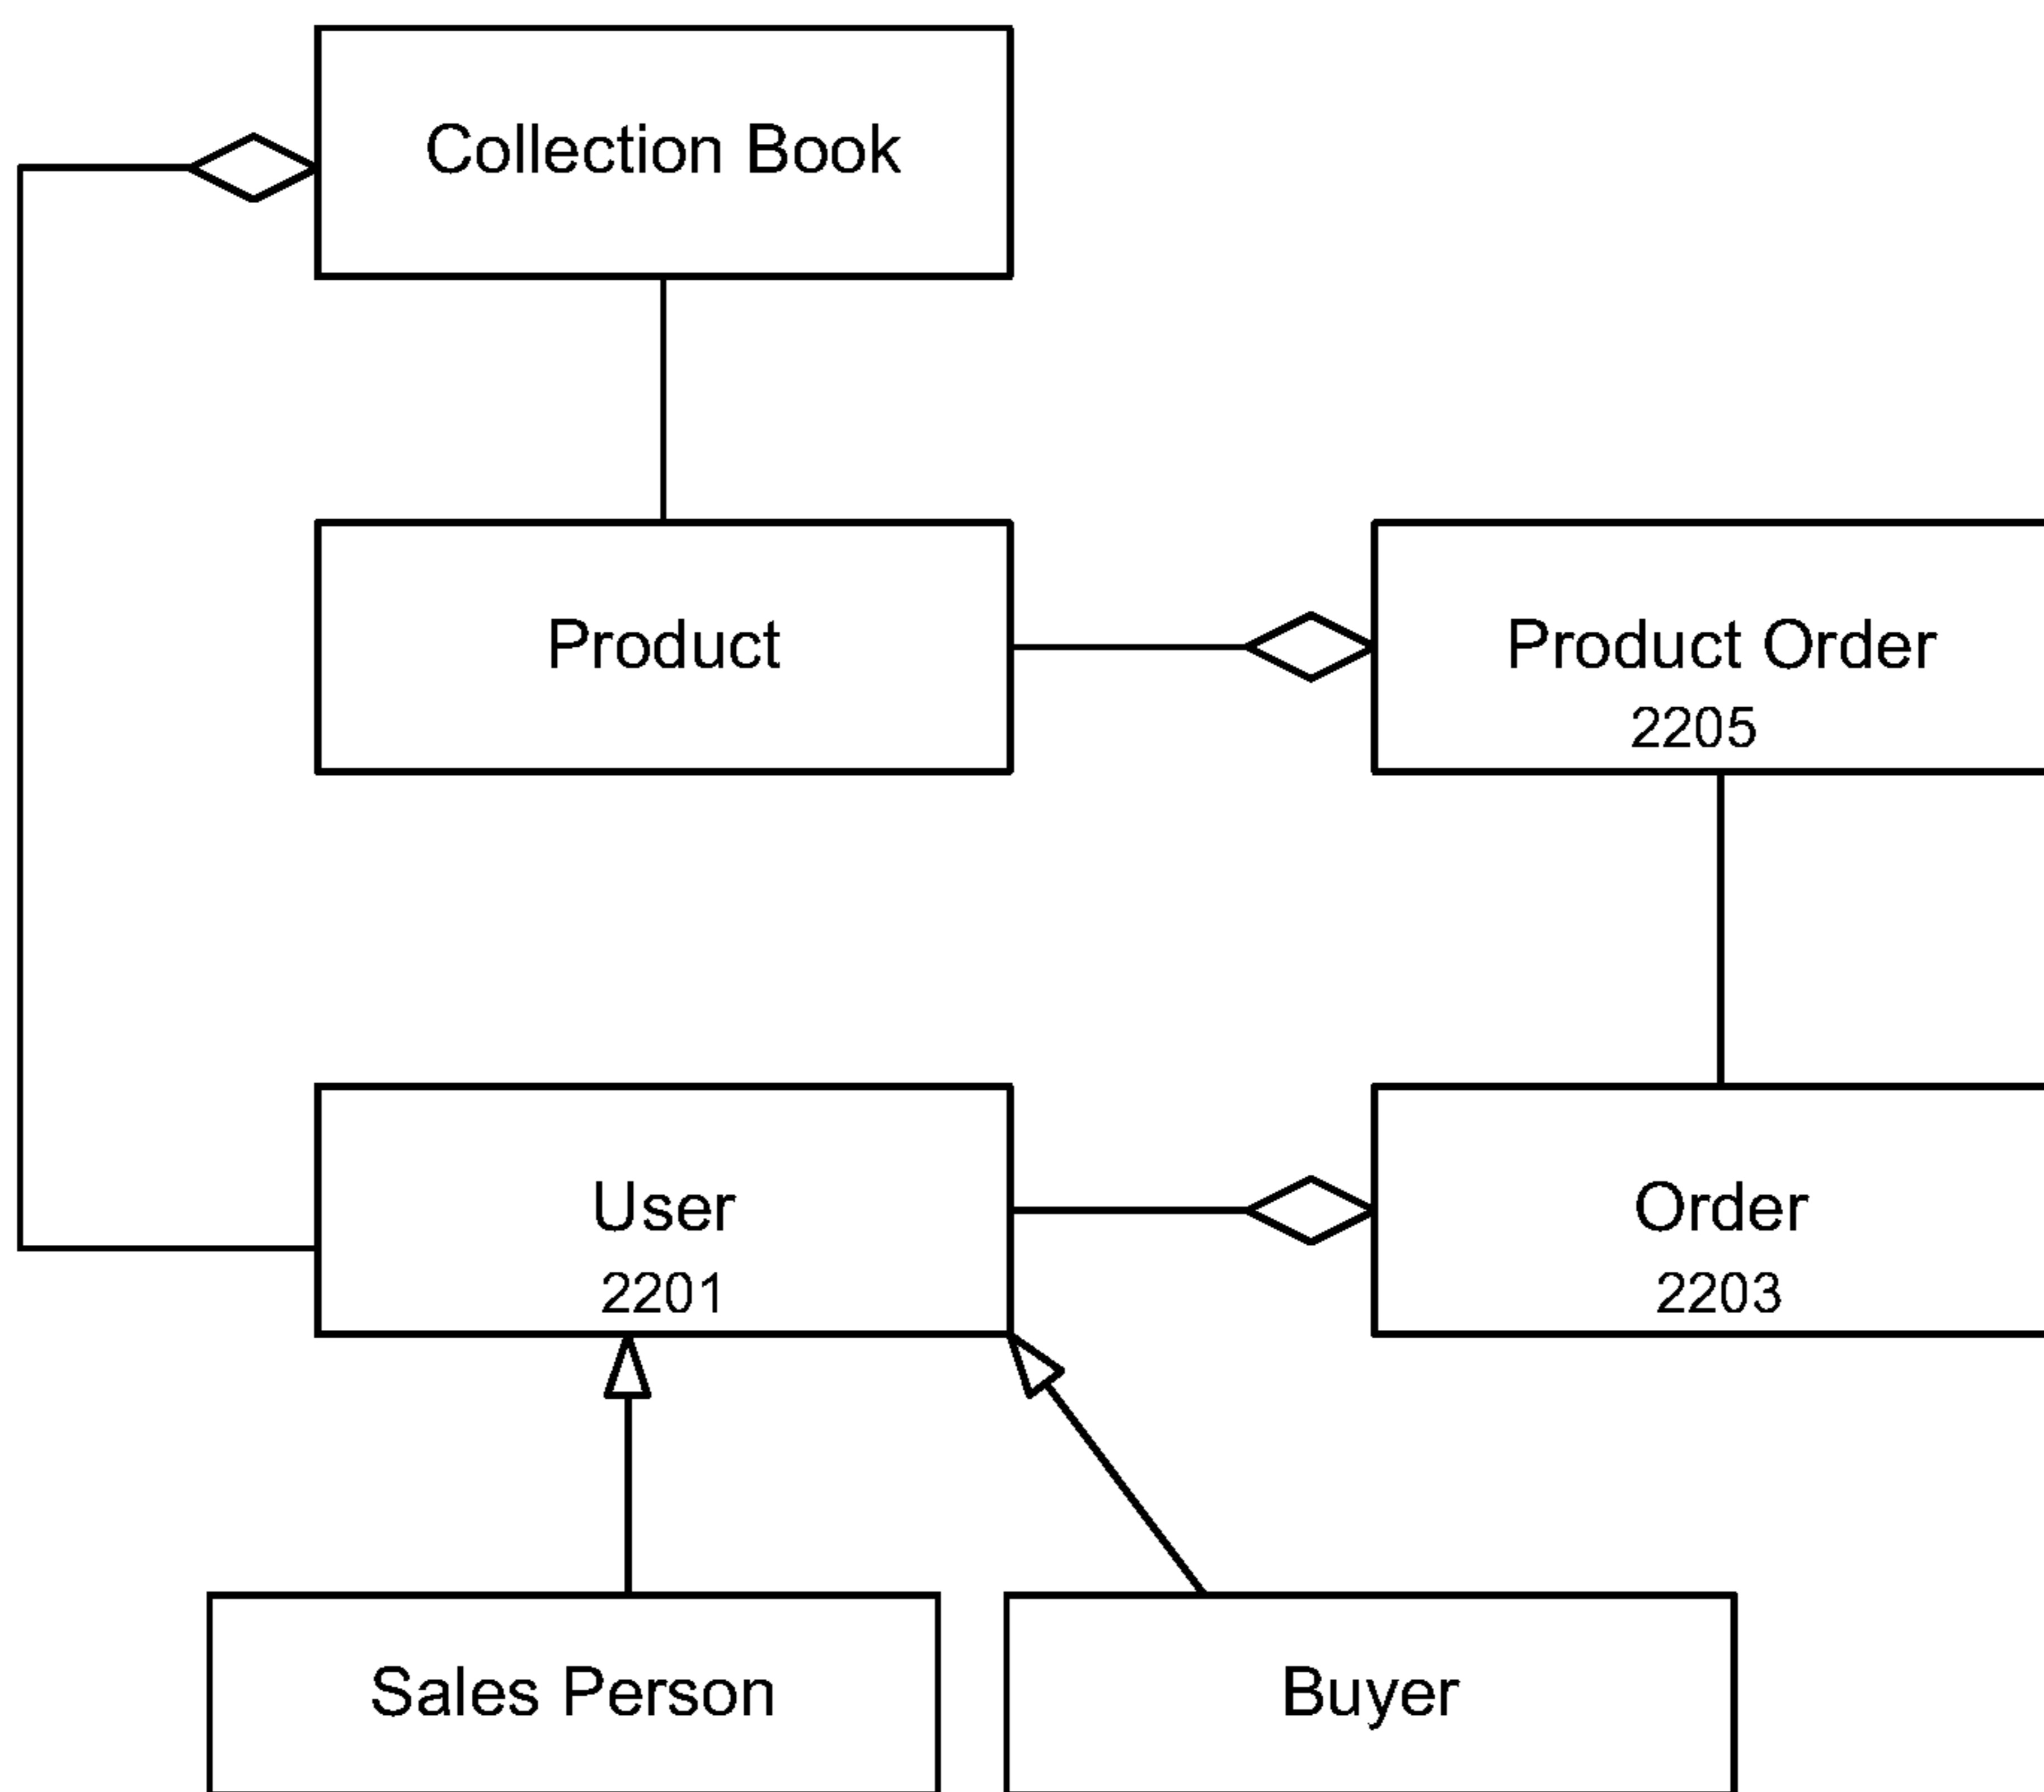 Collection Book
Product
Product Order
2205
User
2201
Order
2203
Sales Person
Buyer